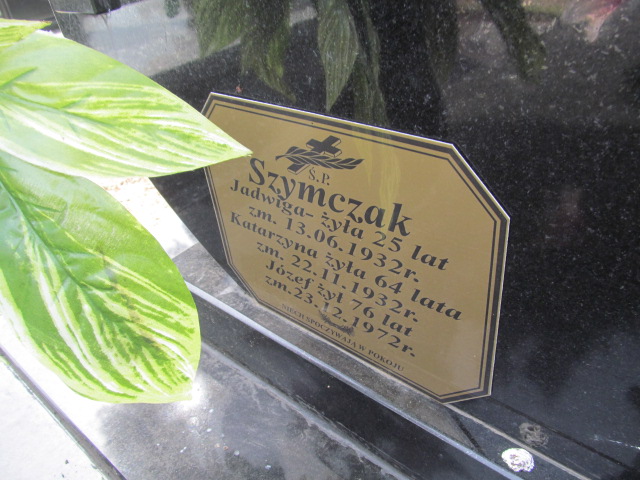 Ś.P.
Szymczak
Jadwiga- żyła 25 lat
zm. 13.06.1932r.
Katarzyna żyła 64 lata
zm. 22.11.1932r.
Józef żył 76 lat
zm.23.12.1972r.
NIECH SPOCZYWAJĄ W POKOJU